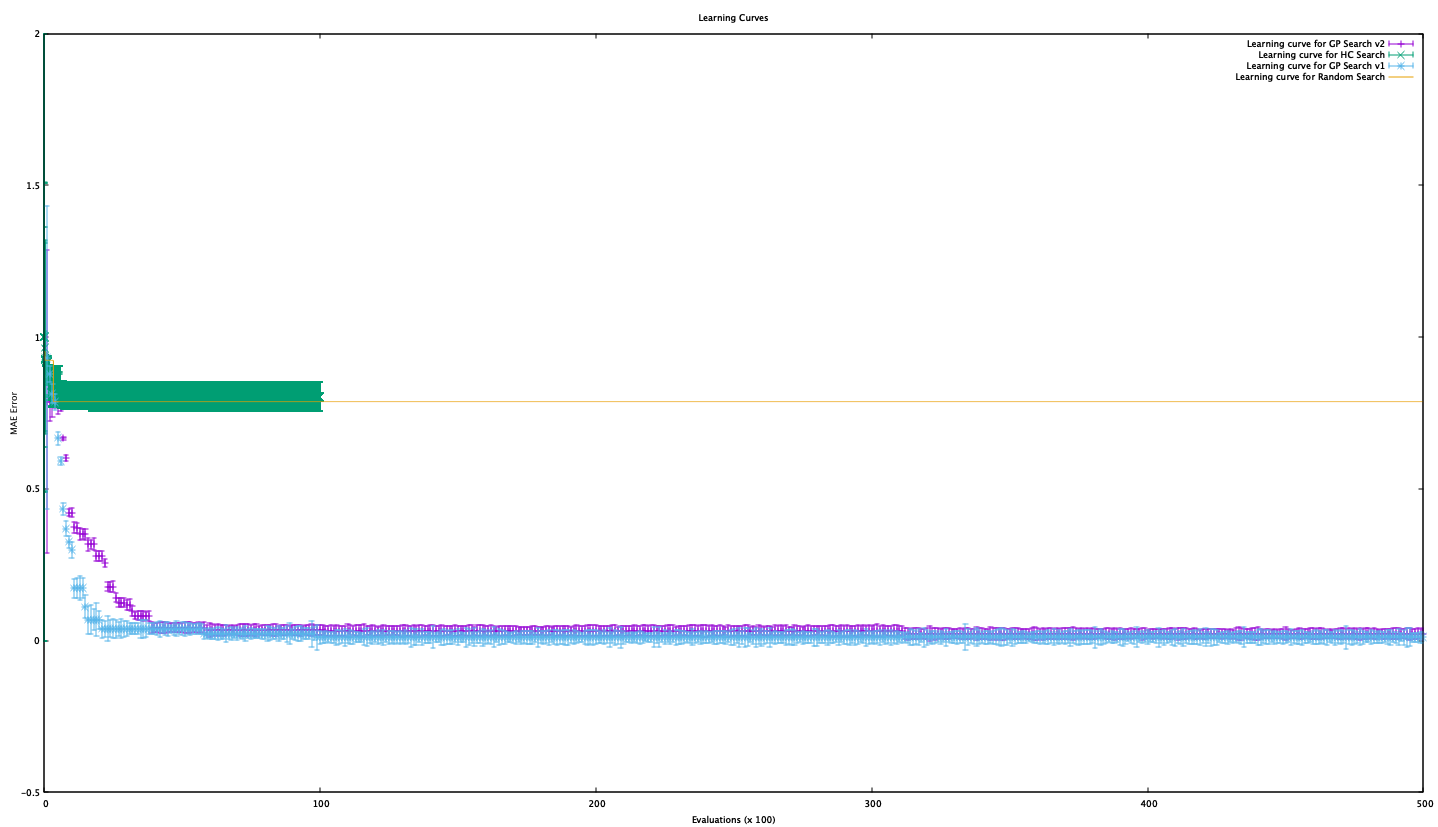 Learning Curves
Learning curve for GP Search v2
Learning curve for HC Search
Learning curve for GP Search v1
Learning curve for Random Search
2
1.5
1
0.5
0
-0.5
MAE Error
0 100 200 300 400 500
Evaluations (x 100)